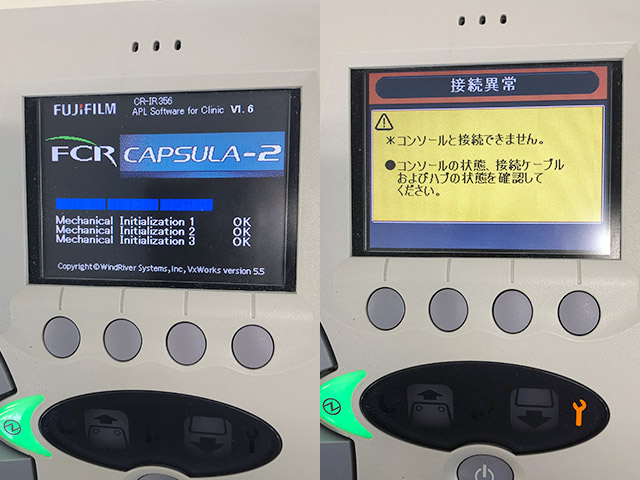 FUJIFILM
CR-IR356
APL Software for Clinic V1.6
FCR CAPSULA-2
Mechanical Initialization 1 OK
Mechanical Initialization 2 OK
Mechanical Initialization 3 OK
Copyright©WindRiver Systems, Inc, VxWorks version 5.5
接続異常
*コンソールと接続できません。
●コンソールの状態、接続ケーブル
およびハブの状態を確認して
ください。